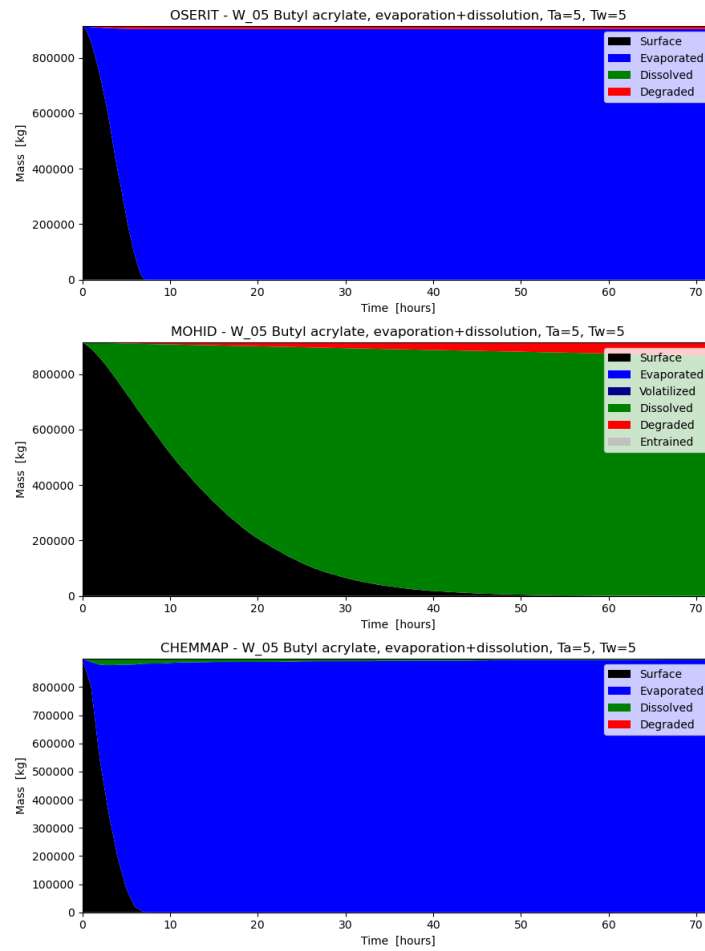 OSERIT - W_05 Butyl acrylate, evaporation+dissolution, Ta=5, Tw=5
Surface
Evaporated
Dissolved
Degraded
Mass [kg]
800000
600000
400000
200000
0
0 10 20 30 40 50 60 70
Time [hours]
MOHID - W_05 Butyl acrylate, evaporation+dissolution, Ta=5, Tw=5
Surface
Evaporated
Volatilized
Dissolved
Degraded
Entrained
Mass [kg]
800000
600000
400000
200000
0
0 10 20 30 40 50 60 70
Time [hours]
CHEMMAP - W_05 Butyl acrylate, evaporation+dissolution, Ta=5, Tw=5
Surface
Evaporated
Dissolved
Degraded
Mass [kg]
800000
700000
600000
500000
400000
300000
200000
100000
0
0 10 20 30 40 50 60 70
Time [hours]